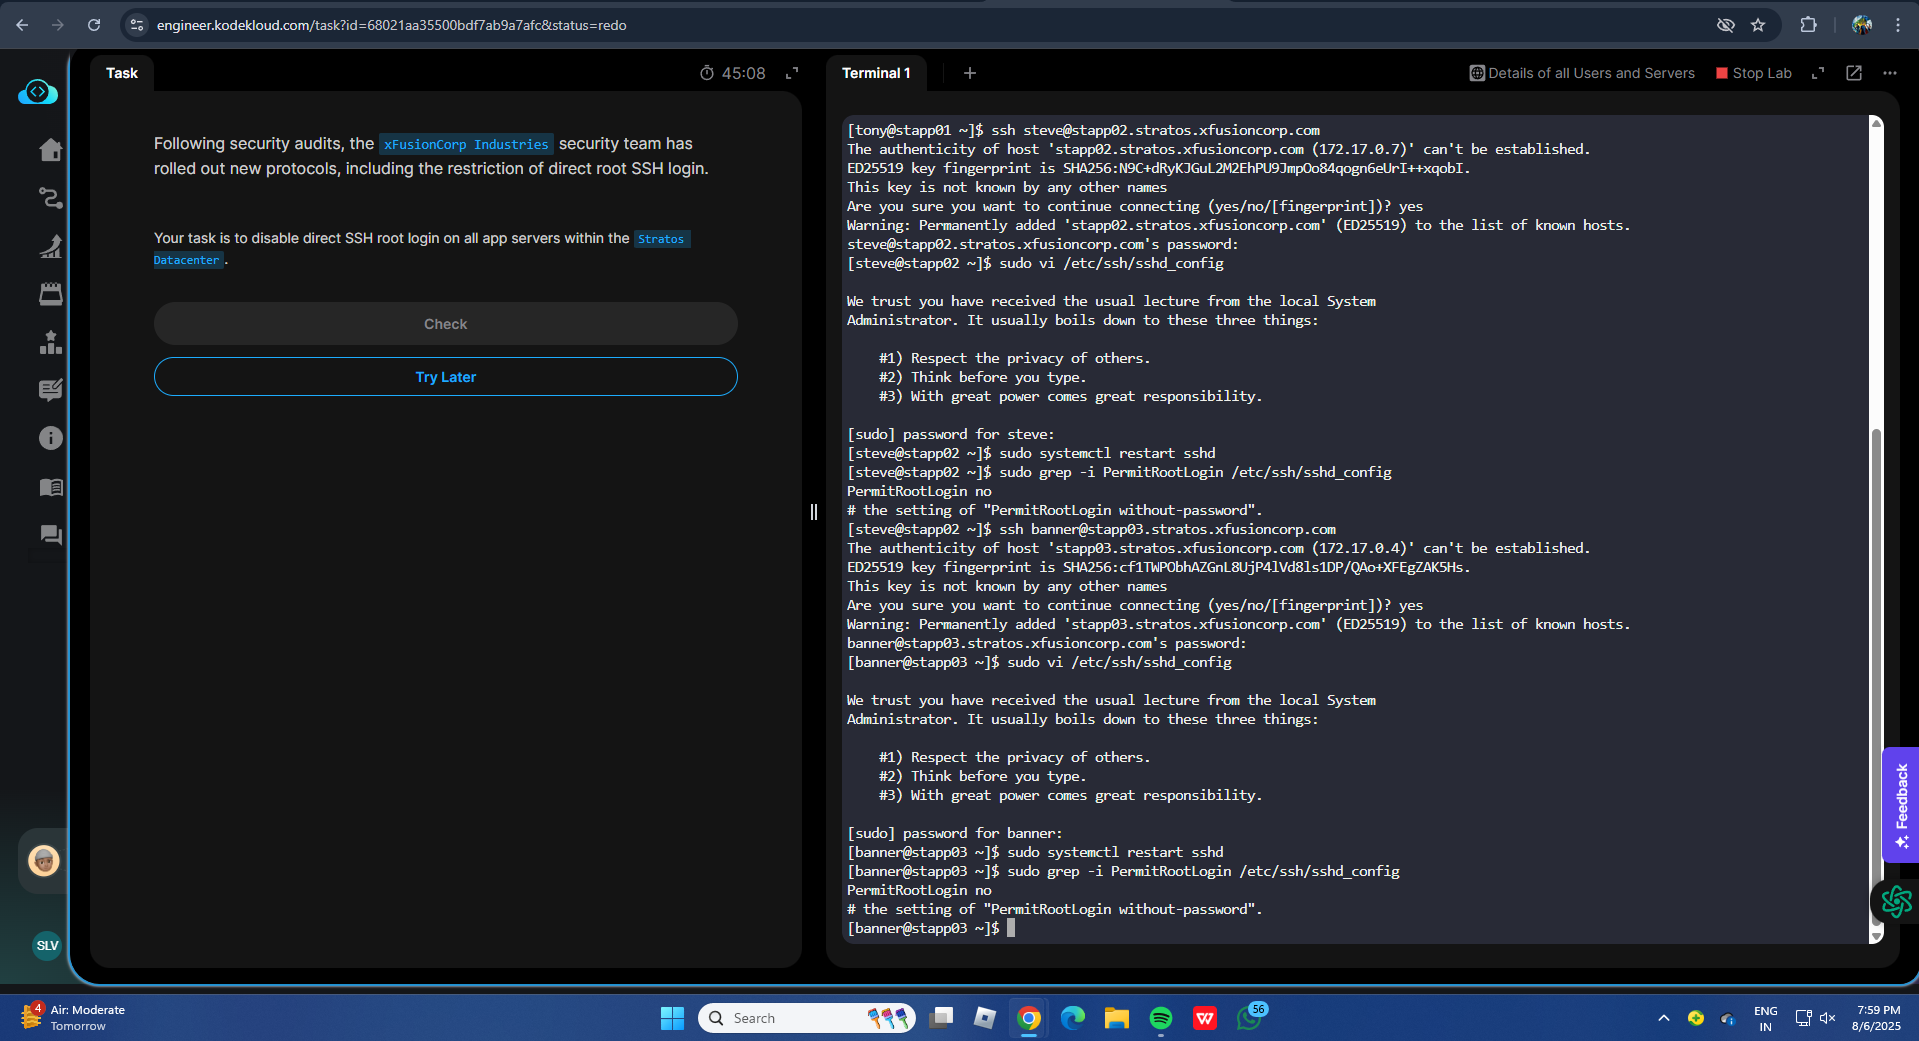 engineer.kodekloud.com/task?id=68021aa35500bdf7ab9a7afc&status=redo
Task
45:08
Following security audits, the xFusionCorp Industries security team has
rolled out new protocols, including the restriction of direct root SSH login.
Your task is to disable direct SSH root login on all app servers within the Stratos
Datacenter .
Check
Try Later
SLV
Terminal 1
+
Details of all Users and Servers
Stop Lab
[tony@stapp01 ~]$ ssh steve@stapp02.stratos.xfusioncorp.com
The authenticity of host 'stapp02.stratos.xfusioncorp.com (172.17.0.7)' can't be established.
ED25519 key fingerprint is SHA256:N9C+dRyKJGuL2M2EhPU9JmpOo84qogn6eUrI++xqobI.
This key is not known by any other names
Are you sure you want to continue connecting (yes/no/[fingerprint])? yes
Warning: Permanently added 'stapp02.stratos.xfusioncorp.com' (ED25519) to the list of known hosts.
steve@stapp02.stratos.xfusioncorp.com's password:
[steve@stapp02 ~]$ sudo vi /etc/ssh/sshd_config
We trust you have received the usual lecture from the local System
Administrator. It usually boils down to these three things:
#1) Respect the privacy of others.
#2) Think before you type.
#3) With great power comes great responsibility.
[sudo] password for steve:
[steve@stapp02 ~]$ sudo systemctl restart sshd
[steve@stapp02 ~]$ sudo grep -i PermitRootLogin /etc/ssh/sshd_config
PermitRootLogin no
# the setting of "PermitRootLogin without-password".
[steve@stapp02 ~]$ ssh banner@stapp03.stratos.xfusioncorp.com
The authenticity of host 'stapp03.stratos.xfusioncorp.com (172.17.0.4)' can't be established.
ED25519 key fingerprint is SHA256:cf1TWPObhAZGnL8UjP4lVd8ls1DP/QAo+XFEgZAK5Hs.
This key is not known by any other names
Are you sure you want to continue connecting (yes/no/[fingerprint])? yes
Warning: Permanently added 'stapp03.stratos.xfusioncorp.com' (ED25519) to the list of known hosts.
banner@stapp03.stratos.xfusioncorp.com's password:
[banner@stapp03 ~]$ sudo vi /etc/ssh/sshd_config
We trust you have received the usual lecture from the local System
Administrator. It usually boils down to these three things:
#1) Respect the privacy of others.
#2) Think before you type.
#3) With great power comes great responsibility.
[sudo] password for banner:
[banner@stapp03 ~]$ sudo systemctl restart sshd
[banner@stapp03 ~]$ sudo grep -i PermitRootLogin /etc/ssh/sshd_config
PermitRootLogin no
# the setting of "PermitRootLogin without-password".
[banner@stapp03 ~]$
Feedback
4
Air: Moderate
Tomorrow
Search
W
56
ENG
IN
7:59 PM
8/6/2025